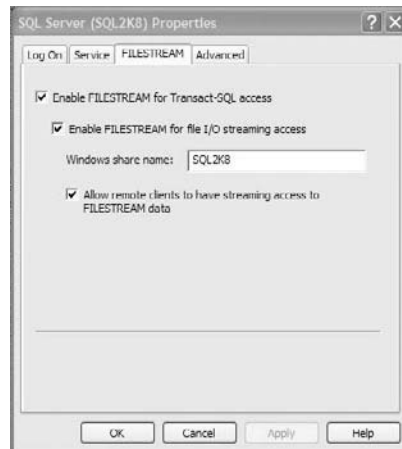 SQL Server (SQL2K8) Properties
Log On Service FILESTREAM Advanced
Enable FILESTREAM for Transact-SQL access
Enable FILESTREAM for file I/O streaming access
Windows share name: SQL2K8
Allow remote clients to have streaming access to
FILESTREAM data
OK Cancel Apply Help